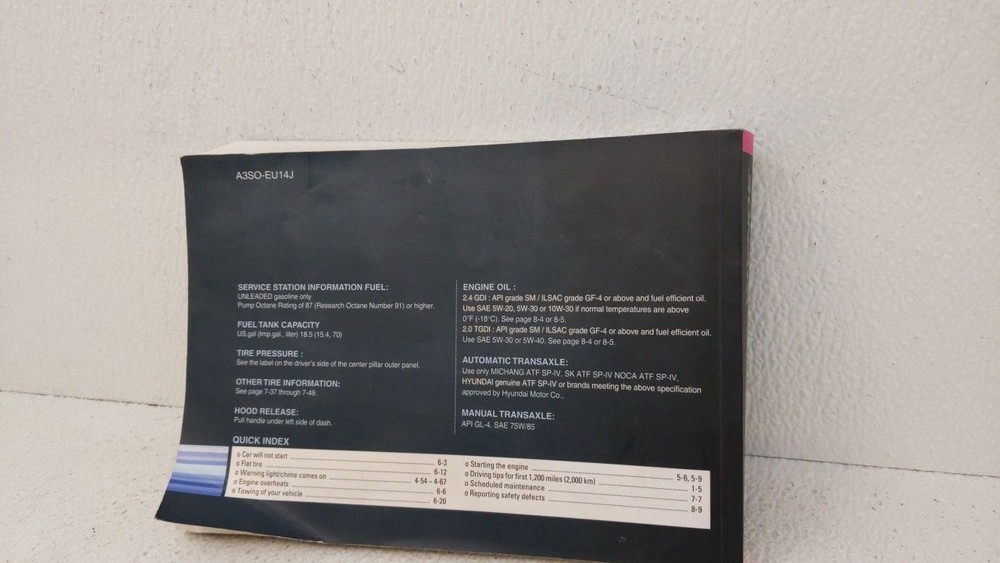 A3SO-EU14J
SERVICE STATION INFORMATION FUEL:
UNLEADED gasoline only
Pump Octane Rating of 87 (Research Octane Number 91) or higher.
FUEL TANK CAPACITY
US.gal (Imp.gal., liter) 18.5 (15.4, 70)
TIRE PRESSURE :
See the label on the driver's side of the center pillar outer panel.
OTHER TIRE INFORMATION:
See page 7-37 through 7-49.
HOOD RELEASE:
Pull handle under left side of dash.
ENGINE OIL :
2.4 GDI : API grade SM / ILSAC grade GF-4 or above and fuel efficient oil.
Use SAE 5W-20, 5W-30 or 10W-30 if normal temperatures are above
0°F (-18°C). See page 8-4 or 8-5.
2.0 TGDI : API grade SM / ILSAC grade GF-4 or above and fuel efficient oil.
Use SAE 5W-30 or 5W-40. See page 8-4 or 8-5.
AUTOMATIC TRANSAXLE:
Use only MICHANG ATF SP-IV, SK ATF SP-IV NOCA ATF SP-IV,
HYUNDAI genuine ATF SP-IV or brands meeting the above specification
approved by Hyundai Motor Co.,
MANUAL TRANSAXLE:
API GL-4, SAE 75W/85
QUICK INDEX
o Car will not start 6-3
o Flat tire 6-12
o Warning light/chime comes on 4-54 ~ 4-67
o Engine overheats 6-6
o Towing of your vehicle 6-20
o Starting the engine 5-6, 5-9
o Driving tips for first 1,200 miles (2,000 km) 1-5
o Scheduled maintenance 7-7
o Reporting safety defects 8-9